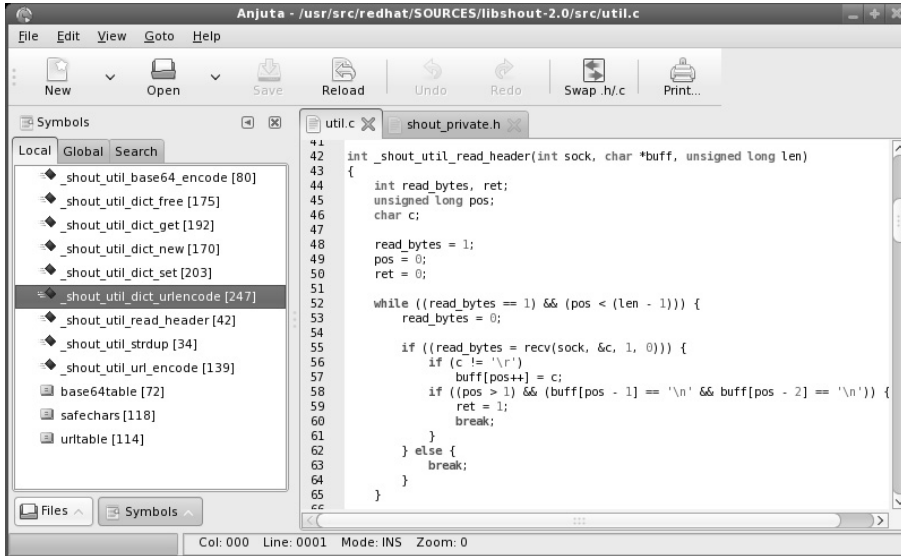 Anjuta - /usr/src/redhat/SOURCES/libshout-2.0/src/util.c
File Edit View Goto Help
New Open Save Reload Undo Redo Swap .h/.c Print...
Symbols
Local Global Search
_shout_util_base64_encode [80]
_shout_util_dict_free [175]
_shout_util_dict_get [192]
_shout_util_dict_new [170]
_shout_util_dict_set [203]
_shout_util_dict_urlencode [247]
_shout_util_read_header [42]
_shout_util_strdup [34]
_shout_util_url_encode [139]
base64table [72]
safechars [118]
urltable [114]
Files Symbols
util.c shout_private.h
41
42 int _shout_util_read_header(int sock, char *buff, unsigned long len)
43 {
44 int read_bytes, ret;
45 unsigned long pos;
46 char c;
47
48 read_bytes = 1;
49 pos = 0;
50 ret = 0;
51
52 while ((read_bytes == 1) && (pos < (len - 1))) {
53 read_bytes = 0;
54
55 if ((read_bytes = recv(sock, &c, 1, 0))) {
56 if (c != '\r')
57 buff[pos++] = c;
58 if ((pos > 1) && (buff[pos - 1] == '\n' && buff[pos - 2] == '\n')) {
59 ret = 1;
60 break;
61 }
62 } else {
63 break;
64 }
65 }
66
Col: 000 Line: 0001 Mode: INS Zoom: 0